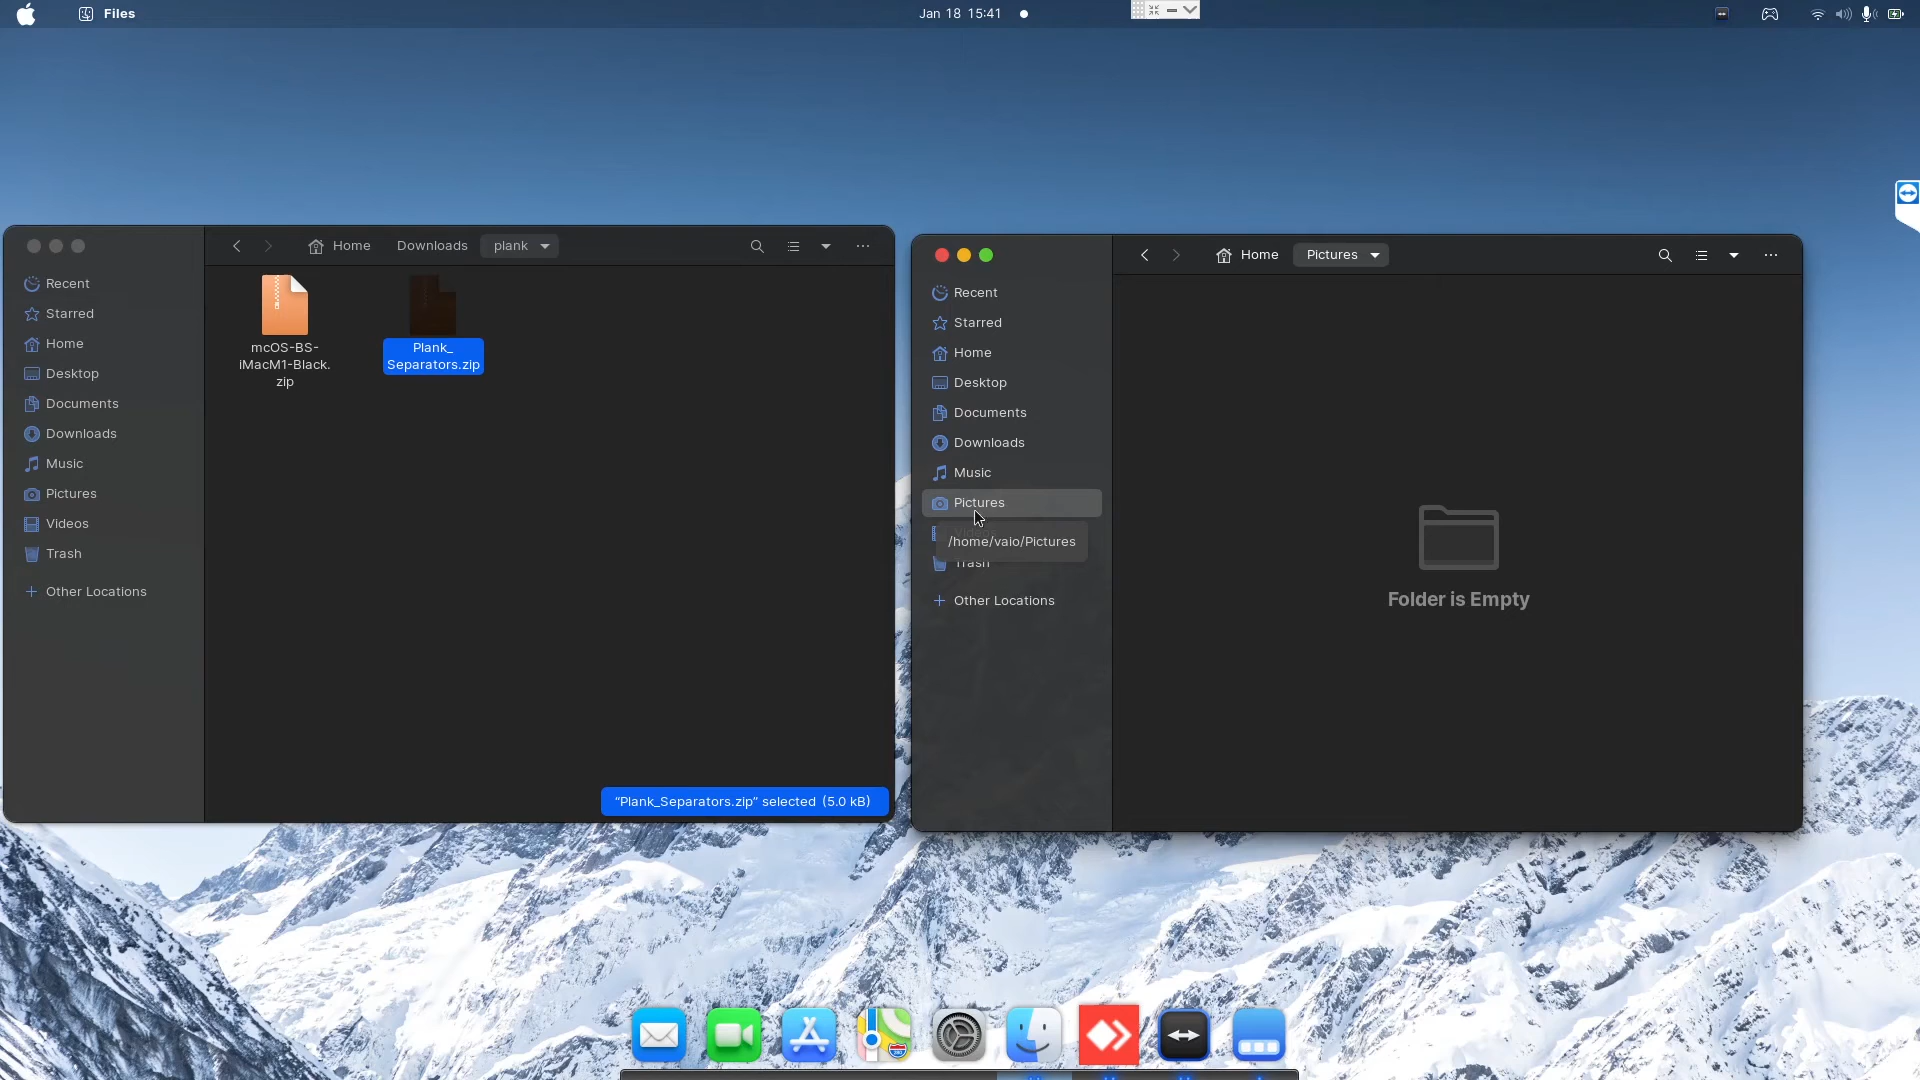 Files
Jan 18 15:41
Home
Downloads
plank
Recent
Starred
Home
Desktop
Documents
Downloads
Music
Pictures
Videos
Trash
Other Locations
mcOS-BS-
iMacM1-Black.
zip
Plank_
Separators.zip
“Plank_Separators.zip” selected (5.0 kB)
Home
Pictures
Recent
Starred
Home
Desktop
Documents
Downloads
Music
Pictures
/home/vaio/Pictures
Trash
Other Locations
Folder is Empty